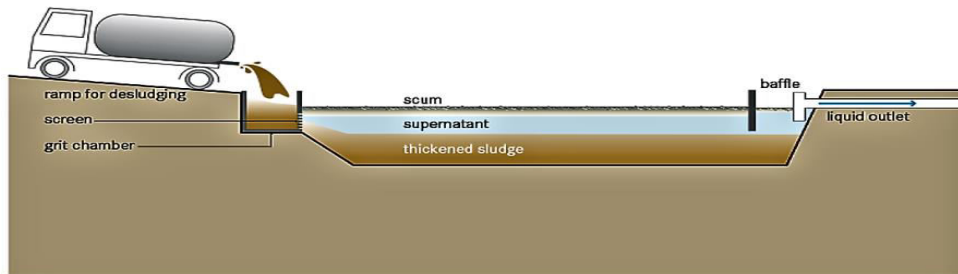 ramp for desludging
screen
grit chamber
scum
supernatant
thickened sludge
baffle
liquid outlet